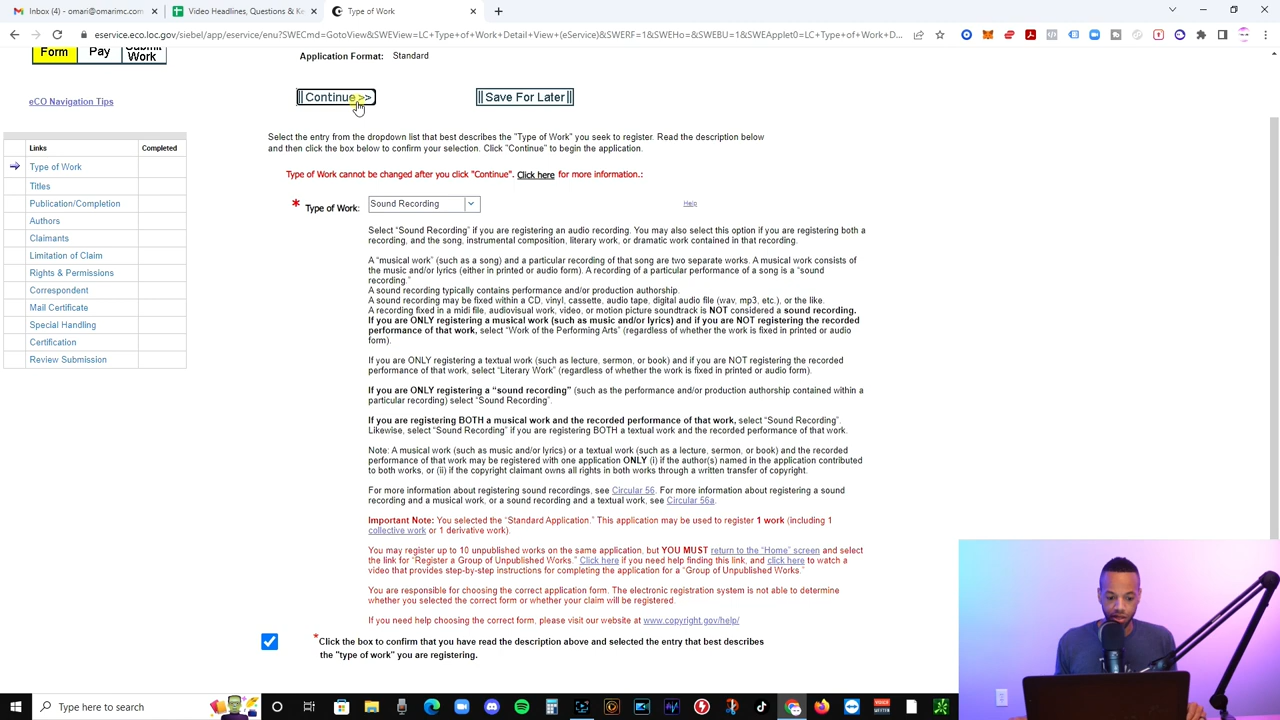 Inbox (4) - omari@omarimc.com
Video Headlines, Questions & Ke
Type of Work
eservice.eco.loc.gov/siebel/app/eservice/enu?SWECmd=GotoView&SWEView=LC+Type+of+Work+Detail+View+(eService)&SWERF=1&SWEHo=&SWEBU=1&SWEApplet0=LC+Type+of+Work+D...
Form
Pay
Submit
Work
Application Format: Standard
|| Continue >>
|| Save For Later ||
eCO Navigation Tips
Select the entry from the dropdown list that best describes the "Type of Work" you seek to register. Read the description below
and then click the box below to confirm your selection. Click "Continue" to begin the application.
Links Completed
Type of Work
Titles
Publication/Completion
Authors
Claimants
Limitation of Claim
Rights & Permissions
Correspondent
Mail Certificate
Special Handling
Certification
Review Submission
Type of Work cannot be changed after you click "Continue". Click here for more information.:
* Type of Work: Sound Recording
Help
Select “Sound Recording” if you are registering an audio recording. You may also select this option if you are registering both a
recording, and the song, instrumental composition, literary work, or dramatic work contained in that recording.
A “musical work” (such as a song) and a particular recording of that song are two separate works. A musical work consists of
the music and/or lyrics (either in printed or audio form). A recording of a particular performance of a song is a “sound
recording.”
A sound recording typically contains performance and/or production authorship.
A sound recording may be fixed within a CD, vinyl, cassette, audio tape, digital audio file (wav, mp3, etc.), or the like.
A recording fixed in a midi file, audiovisual work, video, or motion picture soundtrack is NOT considered a sound recording.
If you are ONLY registering a musical work (such as music and/or lyrics) and if you are NOT registering the recorded
performance of that work, select “Work of the Performing Arts” (regardless of whether the work is fixed in printed or audio
form).
If you are ONLY registering a textual work (such as lecture, sermon, or book) and if you are NOT registering the recorded
performance of that work, select “Literary Work” (regardless of whether the work is fixed in printed or audio form).
If you are ONLY registering a “sound recording” (such as the performance and/or production authorship contained within a
particular recording) select “Sound Recording”.
If you are registering BOTH a musical work and the recorded performance of that work, select “Sound Recording”.
Likewise, select “Sound Recording” if you are registering BOTH a textual work and the recorded performance of that work.
Note: A musical work (such as music and/or lyrics) or a textual work (such as a lecture, sermon, or book) and the recorded
performance of that work may be registered with one application ONLY (i) if the author(s) named in the application contributed
to both works, or (ii) if the copyright claimant owns all rights in both works through a written transfer of copyright.
For more information about registering sound recordings, see Circular 56. For more information about registering a sound
recording and a musical work, or a sound recording and a textual work, see Circular 56a.
Important Note: You selected the “Standard Application.” This application may be used to register 1 work (including 1
collective work or 1 derivative work).
You may register up to 10 unpublished works on the same application, but YOU MUST return to the “Home” screen and select
the link for “Register a Group of Unpublished Works.” Click here if you need help finding this link, and click here to watch a
video that provides step-by-step instructions for completing the application for a “Group of Unpublished Works.”
You are responsible for choosing the correct application form. The electronic registration system is not able to determine
whether you selected the correct form or whether your claim will be registered.
If you need help choosing the correct form, please visit our website at www.copyright.gov/help/
*Click the box to confirm that you have read the description above and selected the entry that best describes
the "type of work" you are registering.
Type here to search